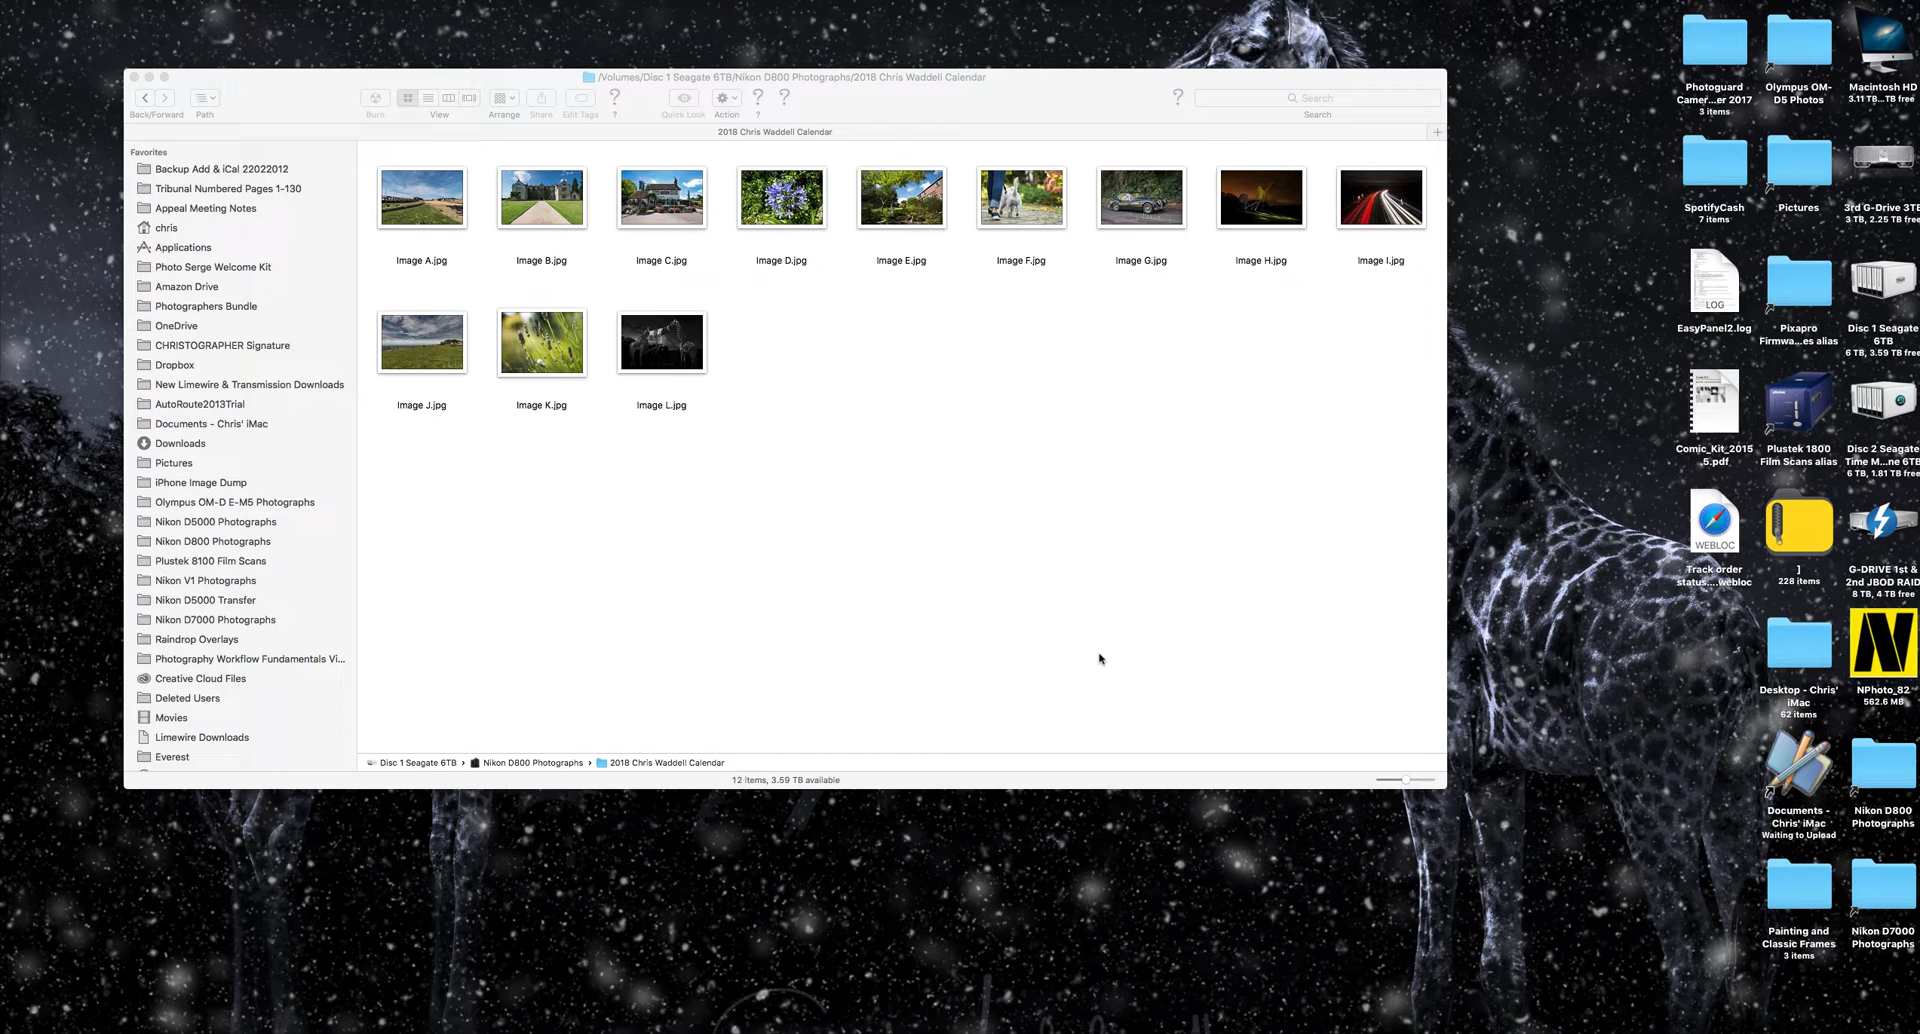 /Volumes/Disc 1 Seagate 6TB/Nikon D800 Photographs/2018 Chris Waddell Calendar
Back/Forward Path Burn View Arrange Share Edit Tags ? Quick Look Action ? Search
Search
2018 Chris Waddell Calendar
Favorites
Backup Add & iCal 22022012
Tribunal Numbered Pages 1-130
Appeal Meeting Notes
chris
Applications
Photo Serge Welcome Kit
Amazon Drive
Photographers Bundle
OneDrive
CHRISTOGRAPHER Signature
Dropbox
New Limewire & Transmission Downloads
AutoRoute2013Trial
Documents - Chris' iMac
Downloads
Pictures
iPhone Image Dump
Olympus OM-D E-M5 Photographs
Nikon D5000 Photographs
Nikon D800 Photographs
Plustek 8100 Film Scans
Nikon V1 Photographs
Nikon D5000 Transfer
Nikon D7000 Photographs
Raindrop Overlays
Photography Workflow Fundamentals Vi...
Creative Cloud Files
Deleted Users
Movies
Limewire Downloads
Everest
Image A.jpg Image B.jpg Image C.jpg Image D.jpg Image E.jpg Image F.jpg Image G.jpg Image H.jpg Image I.jpg
Image J.jpg Image K.jpg Image L.jpg
Disc 1 Seagate 6TB › Nikon D800 Photographs › 2018 Chris Waddell Calendar
12 items, 3.59 TB available
Photoguard
Camer...er 2017
3 items
Olympus OM-
D5 Photos
Macintosh HD
3.11 TB...TB free
SpotifyCash
7 items
Pictures
3rd G-Drive 3TB
3 TB, 2.25 TB free
LOG
EasyPanel2.log
Pixapro
Firmwa...es alias
Disc 1 Seagate
6TB
6 TB, 3.59 TB free
Comic_Kit_2015
.5.pdf
Plustek 1800
Film Scans alias
Disc 2 Seagate
Time M...ne 6TB
6 TB, 1.81 TB free
WEBLOC
Track order
status....webloc
]
228 items
G-DRIVE 1st &
2nd JBOD RAID
8 TB, 4 TB free
Desktop - Chris'
iMac
62 items
N
NPhoto_82
562.6 MB
Documents -
Chris' iMac
Waiting to Upload
Nikon D800
Photographs
Painting and
Classic Frames
3 items
Nikon D7000
Photographs